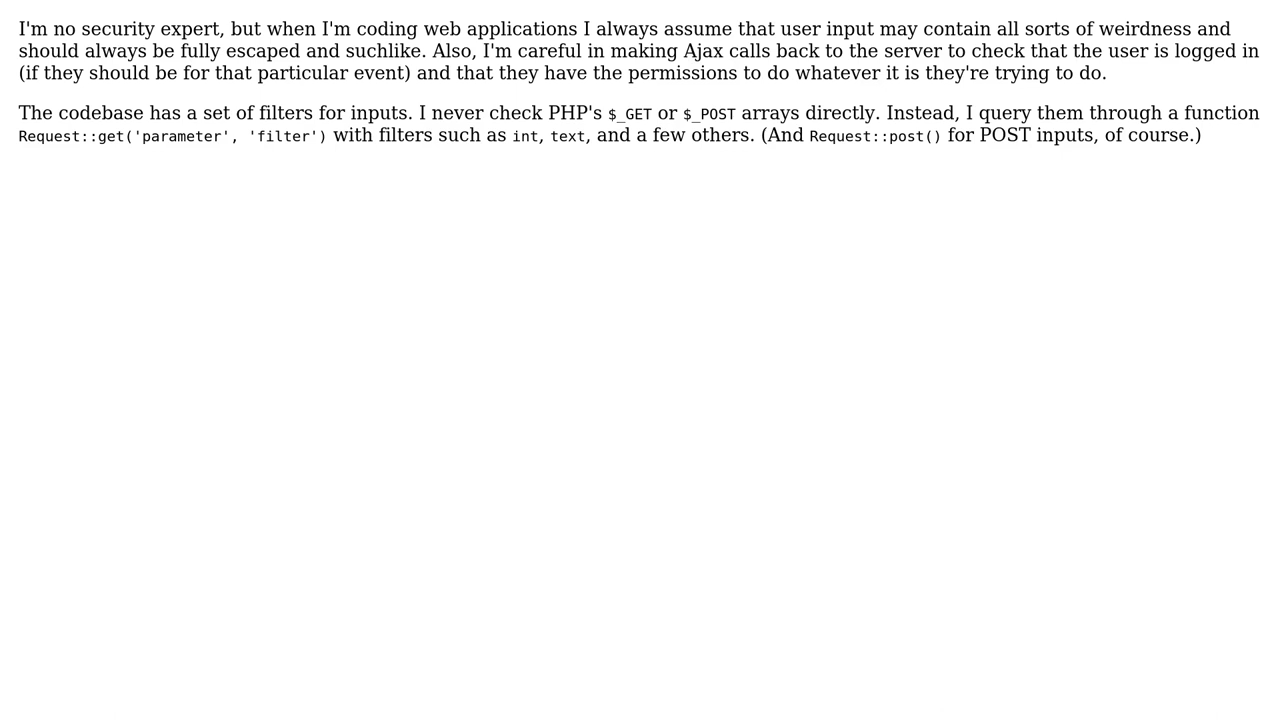 I'm no security expert, but when I'm coding web applications I always assume that user input may contain all sorts of weirdness and
should always be fully escaped and suchlike. Also, I'm careful in making Ajax calls back to the server to check that the user is logged in
(if they should be for that particular event) and that they have the permissions to do whatever it is they're trying to do.
The codebase has a set of filters for inputs. I never check PHP's $_GET or $_POST arrays directly. Instead, I query them through a function
Request::get('parameter', 'filter') with filters such as int, text, and a few others. (And Request::post() for POST inputs, of course.)